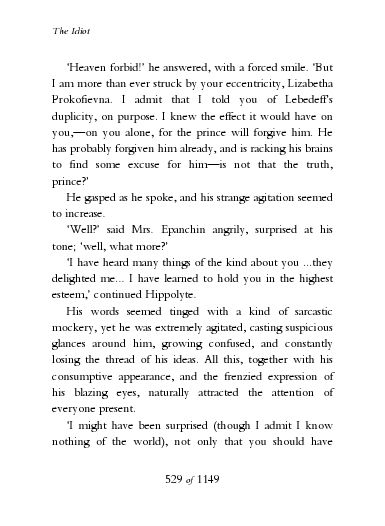 The Idiot
‘Heaven forbid!’ he answered, with a forced smile. ‘But
I am more than ever struck by your eccentricity, Lizabetha
Prokofievna. I admit that I told you of Lebedeff’s
duplicity, on purpose. I knew the effect it would have on
you,—on you alone, for the prince will forgive him. He
has probably forgiven him already, and is racking his brains
to find some excuse for him—is not that the truth,
prince?’
He gasped as he spoke, and his strange agitation seemed
to increase.
‘Well?’ said Mrs. Epanchin angrily, surprised at his
tone; ‘well, what more?’
‘I have heard many things of the kind about you ...they
delighted me... I have learned to hold you in the highest
esteem,’ continued Hippolyte.
His words seemed tinged with a kind of sarcastic
mockery, yet he was extremely agitated, casting suspicious
glances around him, growing confused, and constantly
losing the thread of his ideas. All this, together with his
consumptive appearance, and the frenzied expression of
his blazing eyes, naturally attracted the attention of
everyone present.
‘I might have been surprised (though I admit I know
nothing of the world), not only that you should have
529 of 1149